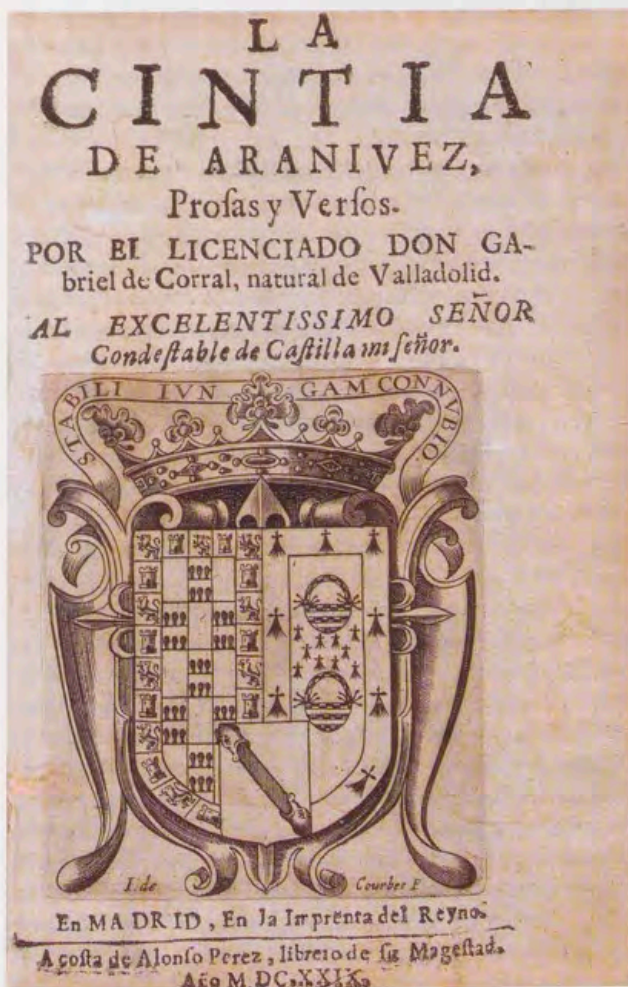 LA
CINTIA
DE ARANIVEZ,
Proſas y Verſos.
POR EL LICENCIADO DON GA-
briel de Corral, natural de Valladolid.
AL EXCELENTISSIMO SEÑOR
Condeſtable de Caſtilla mi ſeñor.
STABILI IVN GAM CONNVBIO.
I. de Courbes F
En MADRID, En la Imprenta del Reyno.
A coſta de Alonſo Perez, librero de ſu Mageſtad.
Año M DC.XXIX.